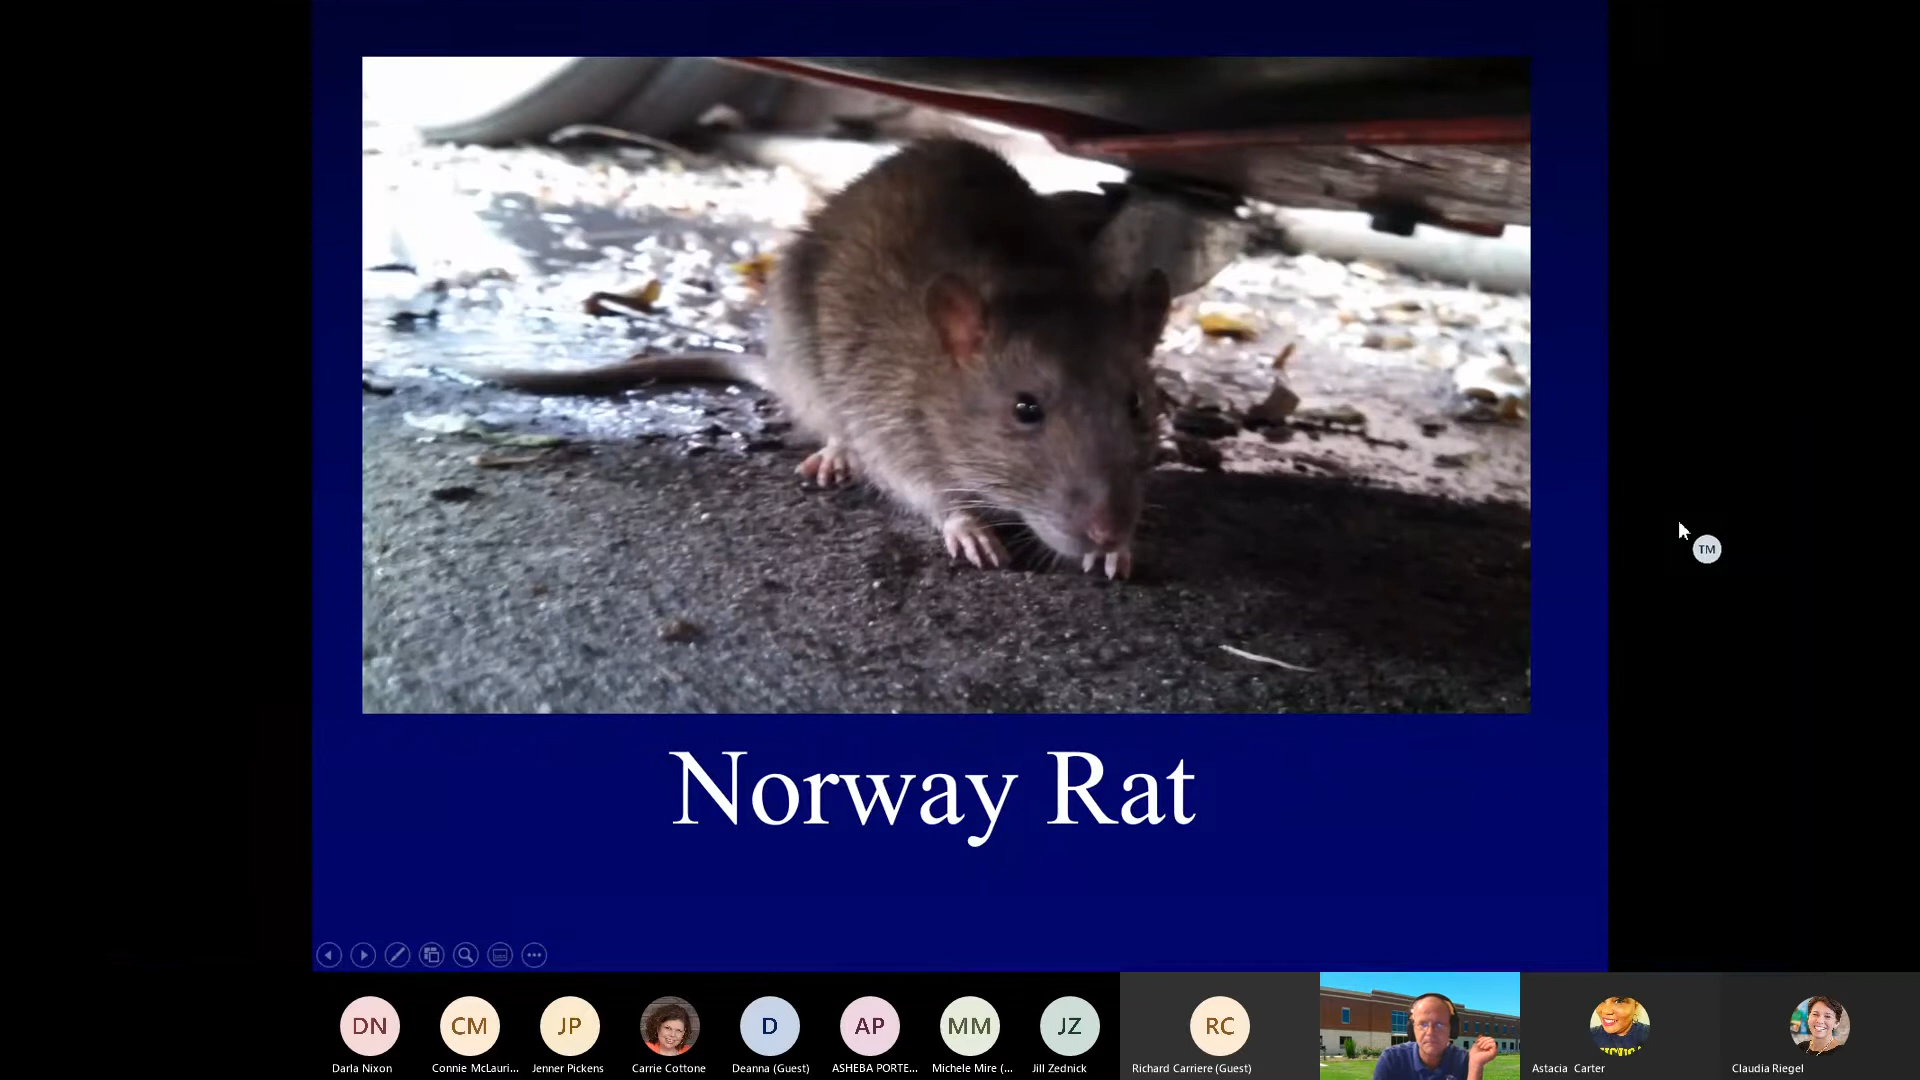 TM
Norway Rat
DN
CM
JP
D
AP
MM
JZ
RC
Darla Nixon
Connie McLauri...
Jenner Pickens
Carrie Cottone
Deanna (Guest)
ASHEBA PORTE...
Michele Mire (...
Jill Zednick
Richard Carriere (Guest)
Astacia Carter
Claudia Riegel